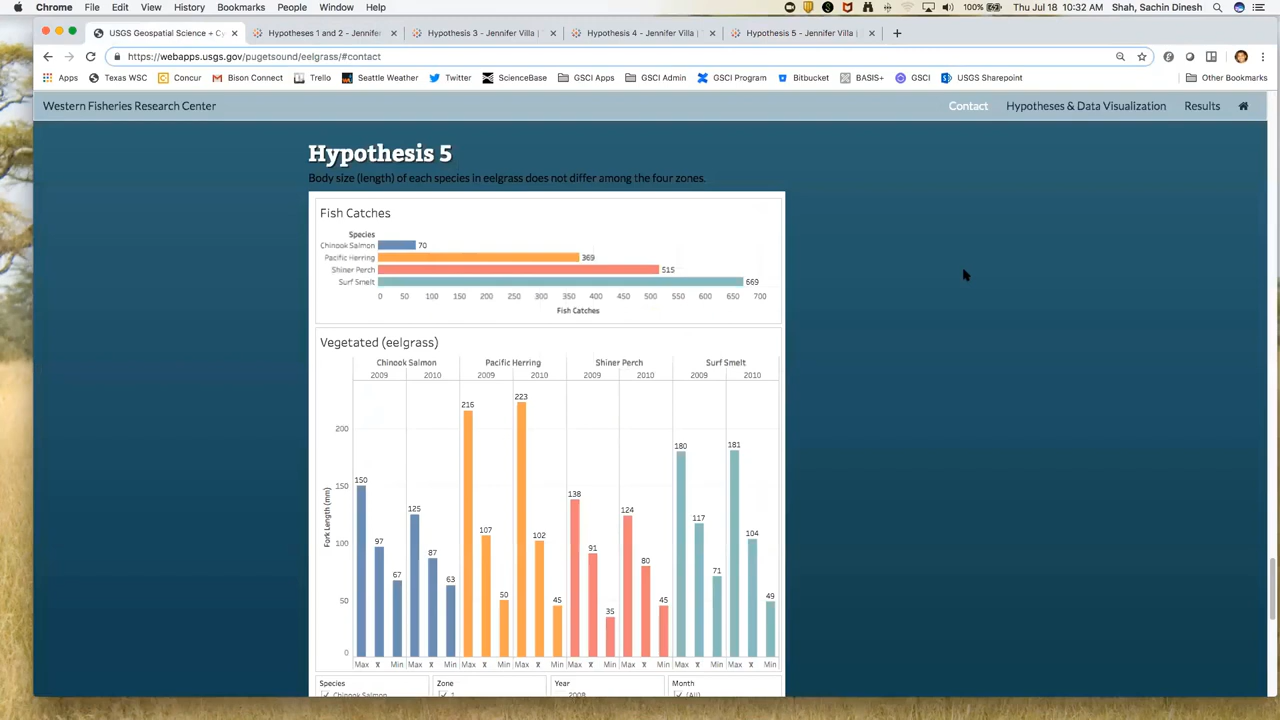 Chrome File Edit View History Bookmarks People Window Help 100% Thu Jul 18 10:32 AM Shah, Sachin Dinesh
USGS Geospatial Science + Cy Hypotheses 1 and 2 - Jennifer Hypothesis 3 - Jennifer Villa | Hypothesis 4 - Jennifer Villa | Hypothesis 5 - Jennifer Villa |
https://webapps.usgs.gov/pugetsound/eelgrass/#contact
Apps Texas WSC Concur Bison Connect Trello Seattle Weather Twitter ScienceBase GSCI Apps GSCI Admin GSCI Program Bitbucket BASIS+ GSCI USGS Sharepoint Other Bookmarks
Western Fisheries Research Center Contact Hypotheses & Data Visualization Results
Hypothesis 5
Body size (length) of each species in eelgrass does not differ among the four zones.
Fish Catches
Species
Chinook Salmon 70
Pacific Herring 369
Shiner Perch 515
Surf Smelt 669
0 50 100 150 200 250 300 350 400 450 500 550 600 650 700
Fish Catches
Vegetated (eelgrass)
Chinook Salmon Pacific Herring Shiner Perch Surf Smelt
2009 2010 2009 2010 2009 2010 2009 2010
Fork Length (mm)
200
150
100
50
0
150 97 67 125 87 63 216 107 50 223 102 45 138 91 35 124 80 45 180 117 71 181 104 49
Max x̄ Min Max x̄ Min Max x̄ Min Max x̄ Min Max x̄ Min Max x̄ Min Max x̄ Min Max x̄ Min
Species Zone Year Month
Chinook Salmon 1 2008 (All)